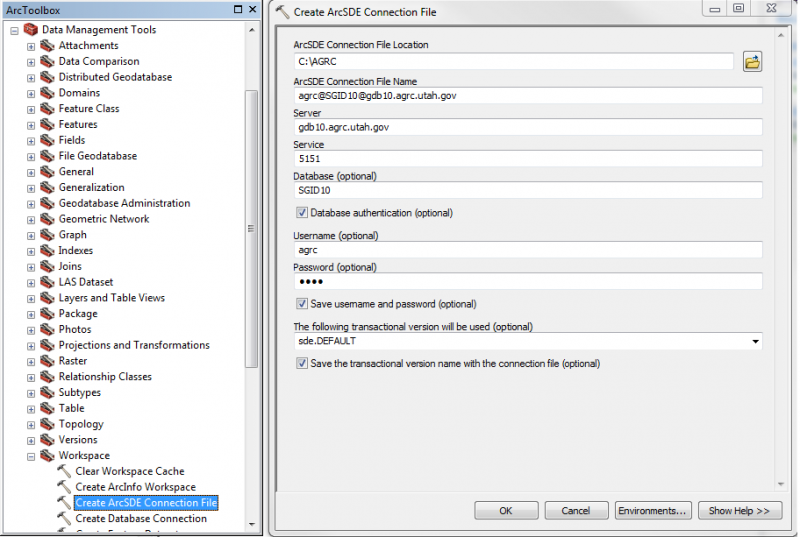 ArcToolbox
Data Management Tools
Attachments
Data Comparison
Distributed Geodatabase
Domains
Feature Class
Features
Fields
File Geodatabase
General
Generalization
Geodatabase Administration
Geometric Network
Graph
Indexes
Joins
LAS Dataset
Layers and Table Views
Package
Photos
Projections and Transformations
Raster
Relationship Classes
Subtypes
Table
Topology
Versions
Workspace
Clear Workspace Cache
Create ArcInfo Workspace
Create ArcSDE Connection File
Create Database Connection
Create ArcSDE Connection File
ArcSDE Connection File Location
C:\AGRC
ArcSDE Connection File Name
agrc@SGID10@gdb10.agrc.utah.gov
Server
gdb10.agrc.utah.gov
Service
5151
Database (optional)
SGID10
Database authentication (optional)
Username (optional)
agrc
Password (optional)
••••
Save username and password (optional)
The following transactional version will be used (optional)
sde.DEFAULT
Save the transactional version name with the connection file (optional)
OK
Cancel
Environments...
Show Help >>